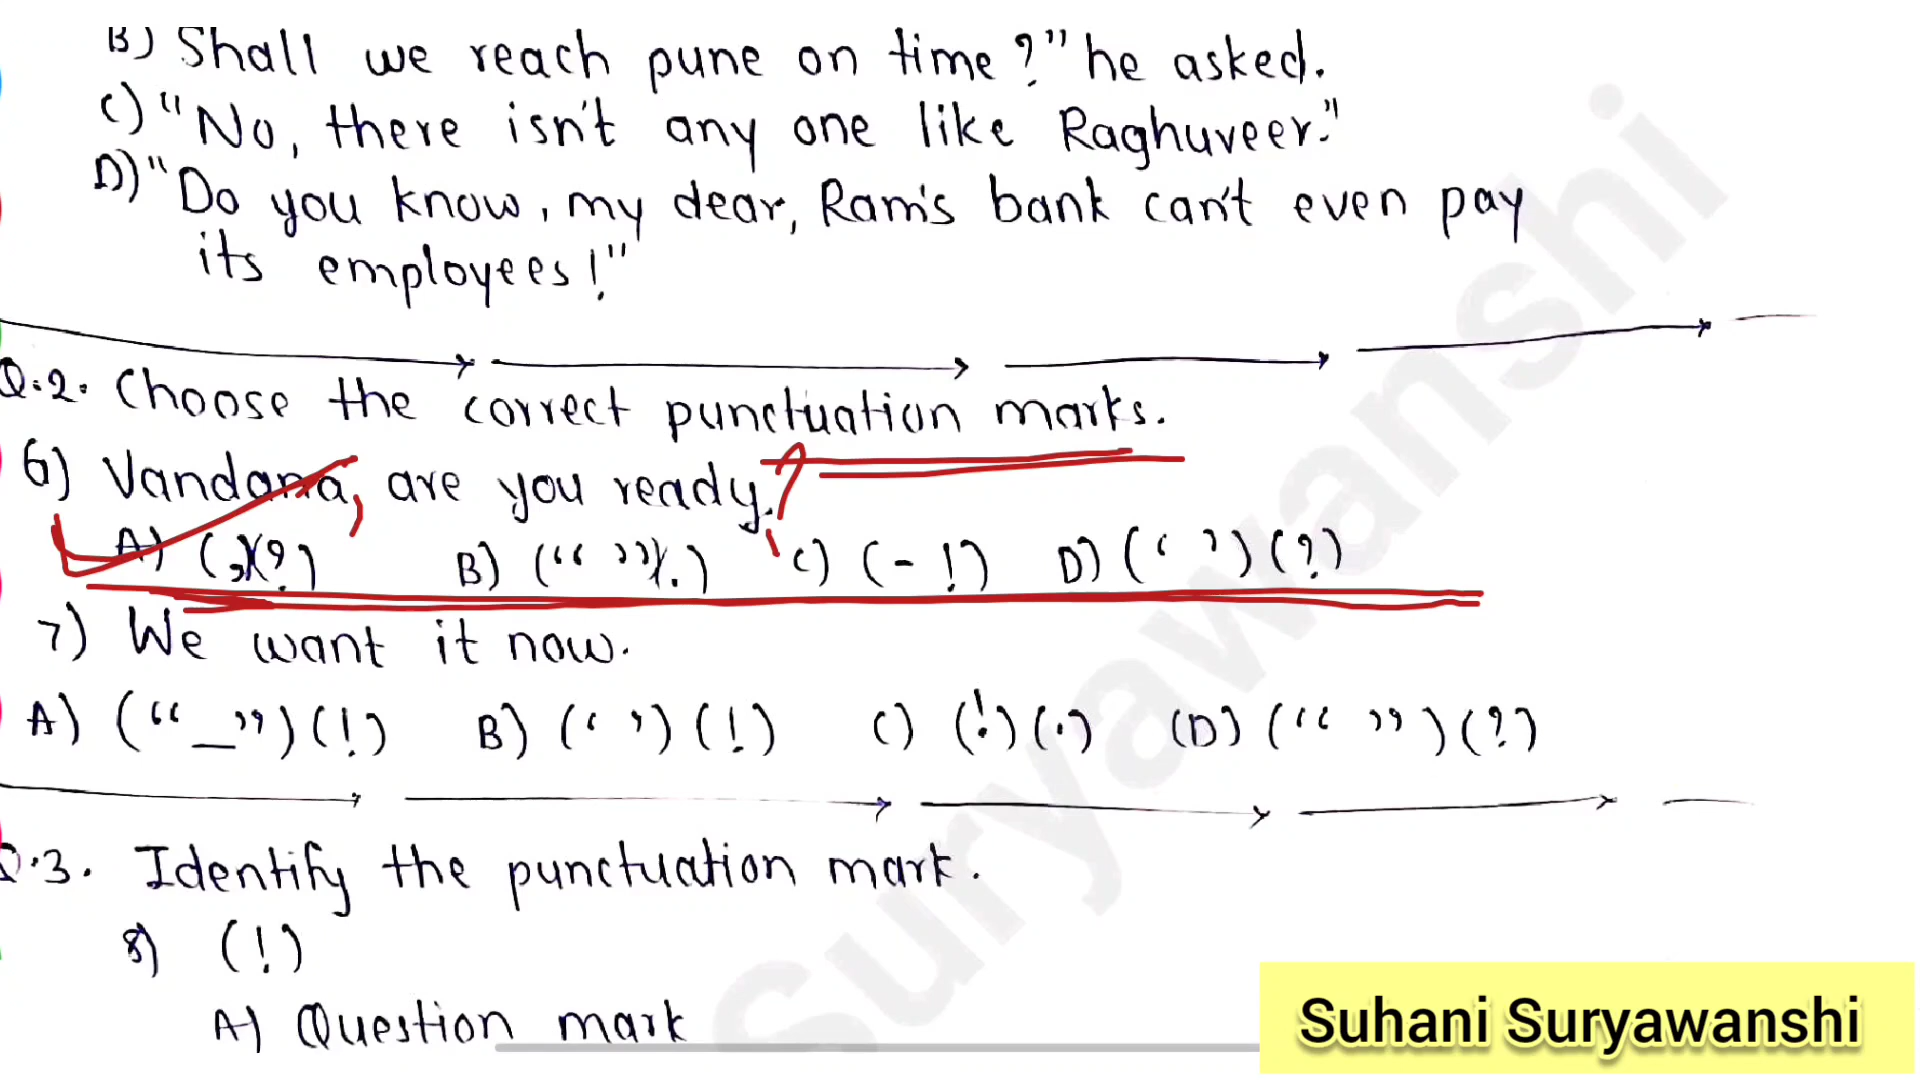 B) Shall we reach pune on time ?" he asked.
C) "No, there isn't any one like Raghuveer."
D) "Do you know, my dear, Ram's bank can't even pay
its employees !"
Q.2. Choose the correct punctuation marks.
6) Vandana, are you ready.?
A) (,)(?) B) (“ ”)(.) C) (- !) D) (‘ ’) (?)
7) We want it now.
A) (“_”) (!) B) (‘ ’) (!) C) (!) (.) (D) (“ ”) (?)
Q.3. Identify the punctuation mark.
8) (!)
A) Question mark
Suryawanshi
Suhani Suryawanshi